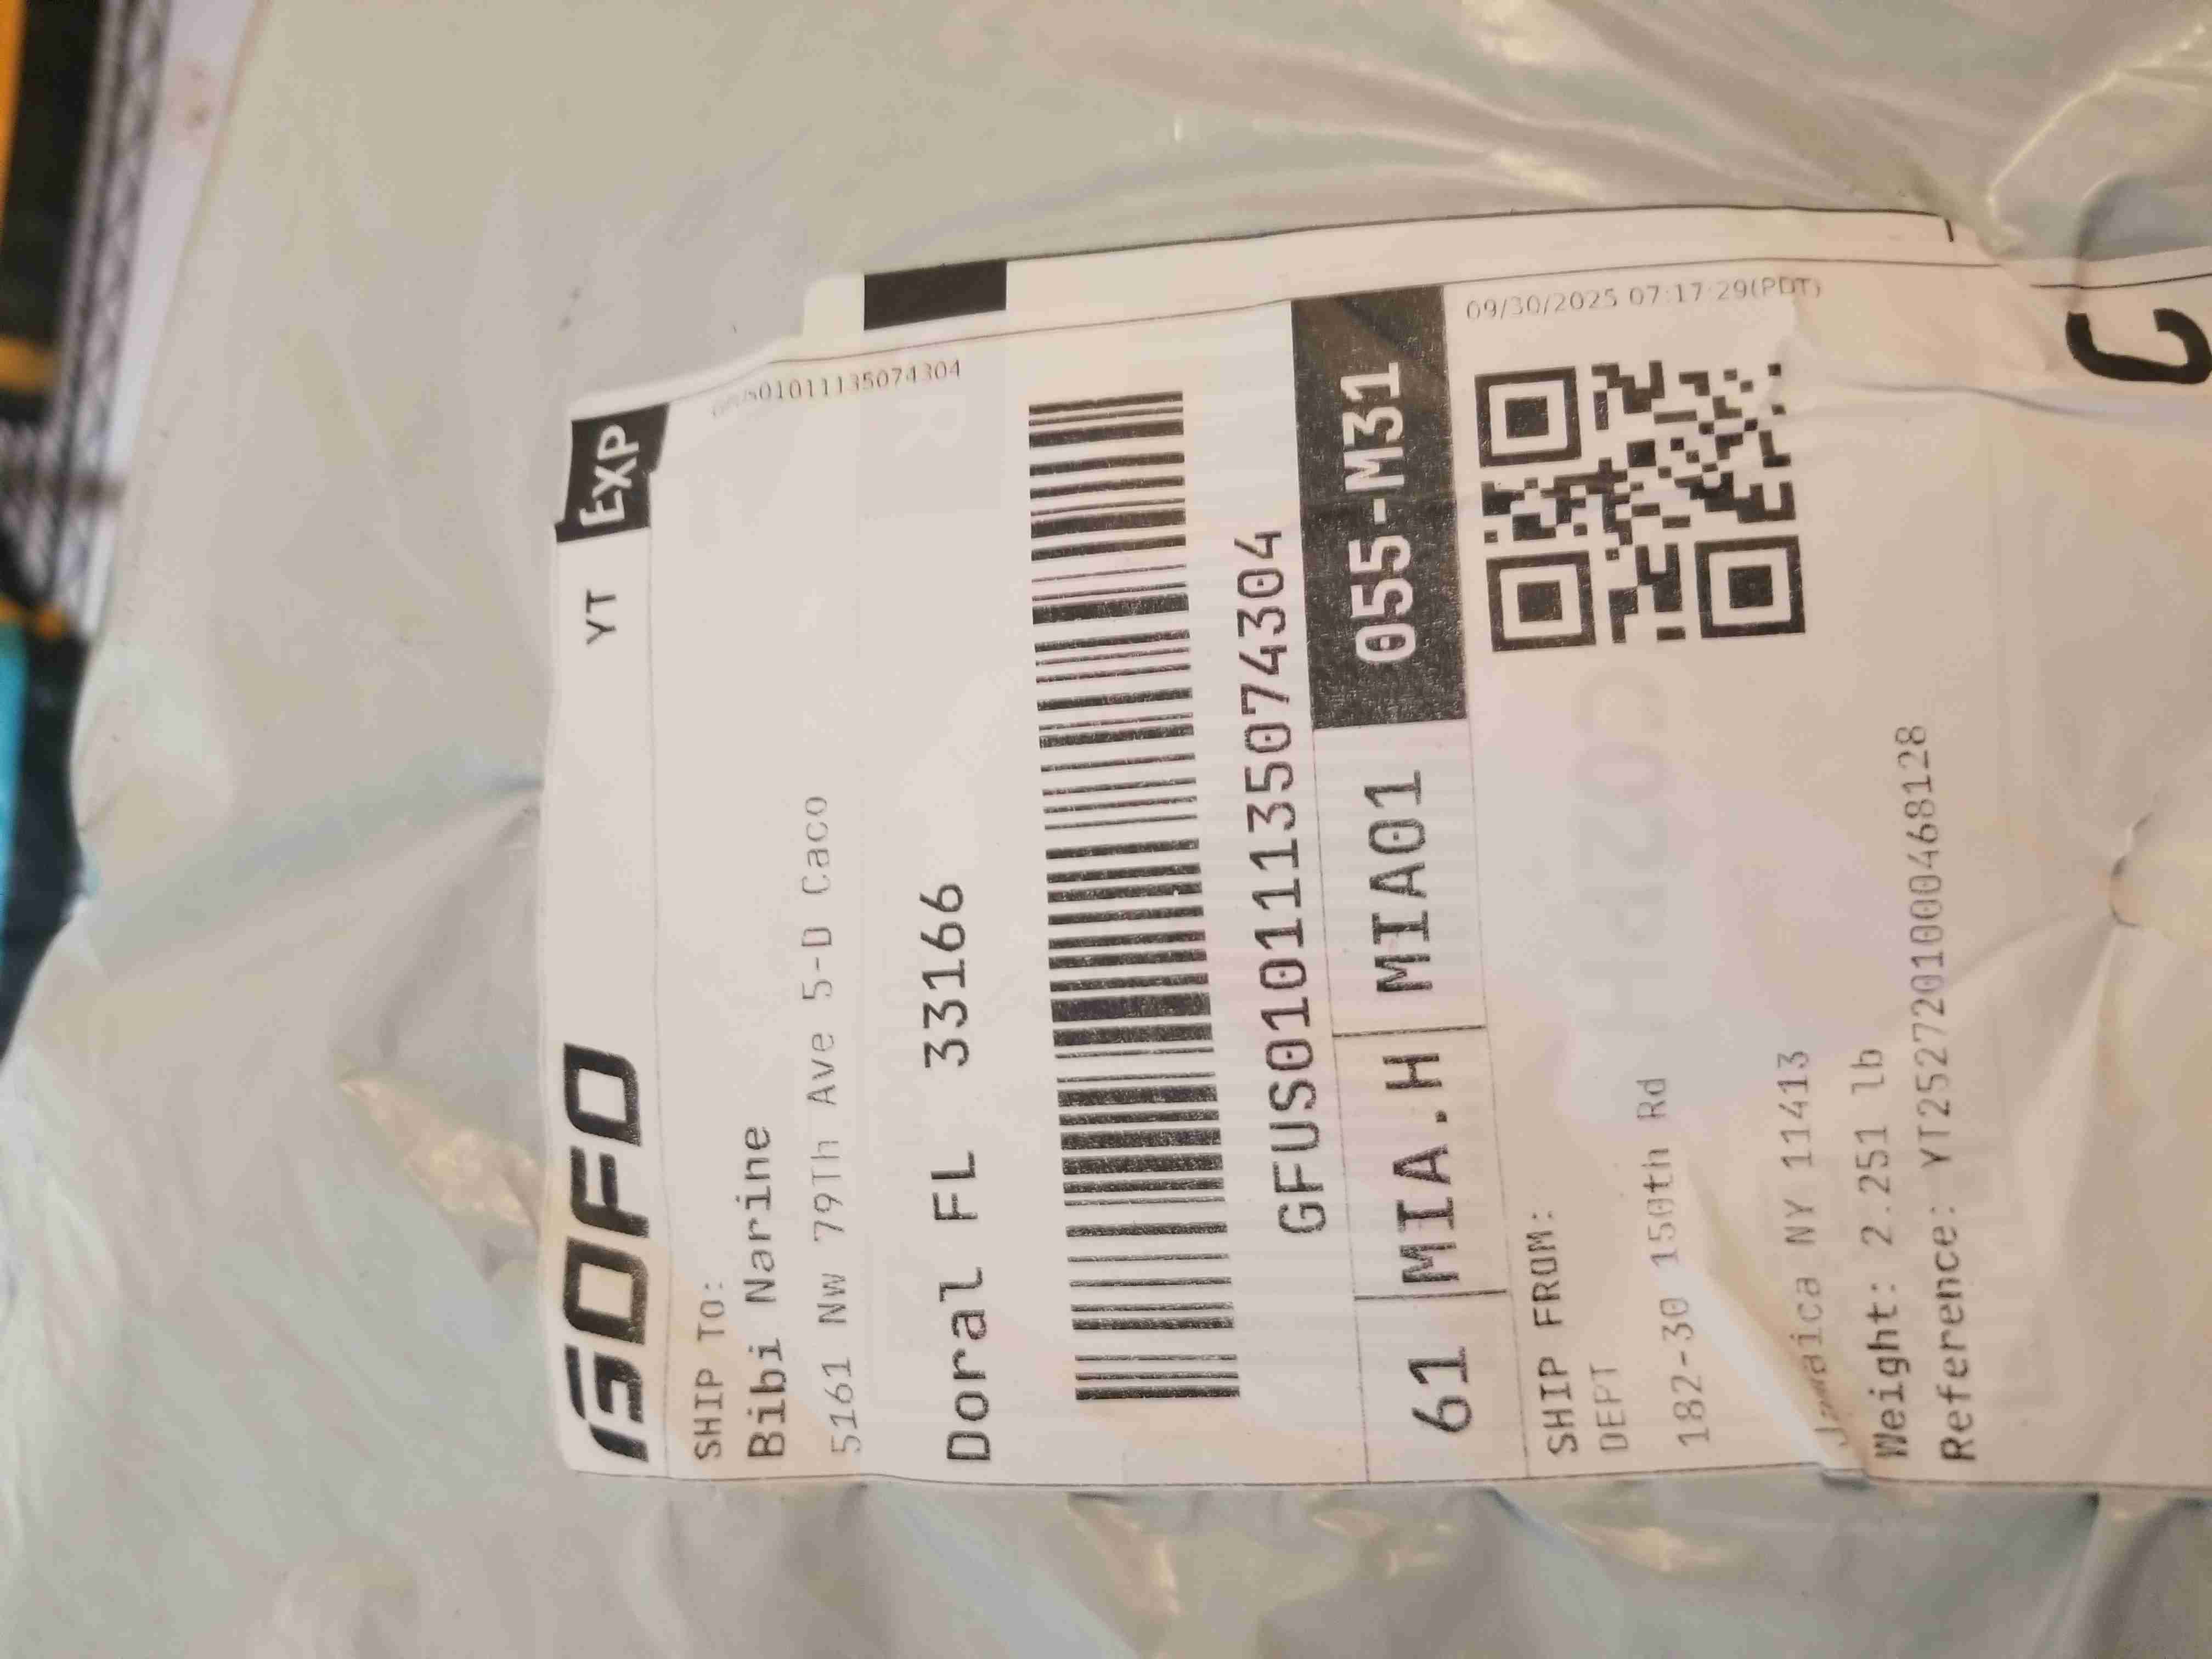 GOFO YT EXP
01011135074304
SHIP TO:
Bibi Narine
5161 Nw 79Th Ave 5-D Caco
Doral FL 33166
GFUS01011135074304
61 MIA.H MIA01 055-M31
09/30/2025 07:17:29(PDT)
SHIP FROM:
DEPT
182-30 150th Rd
Jamaica NY 11413
Weight: 2.251 lb
Reference: YT2527201000468128